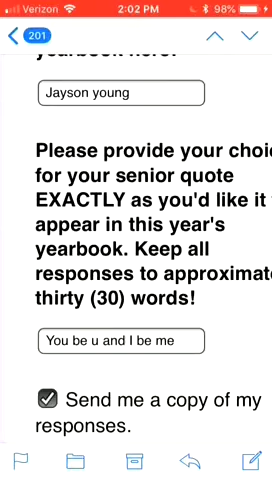 Verizon 2:02 PM 98%
201
yearbook here:
Jayson young
Please provide your choi
for your senior quote
EXACTLY as you'd like it
appear in this year's
yearbook. Keep all
responses to approximat
thirty (30) words!
You be u and I be me
Send me a copy of my
responses.